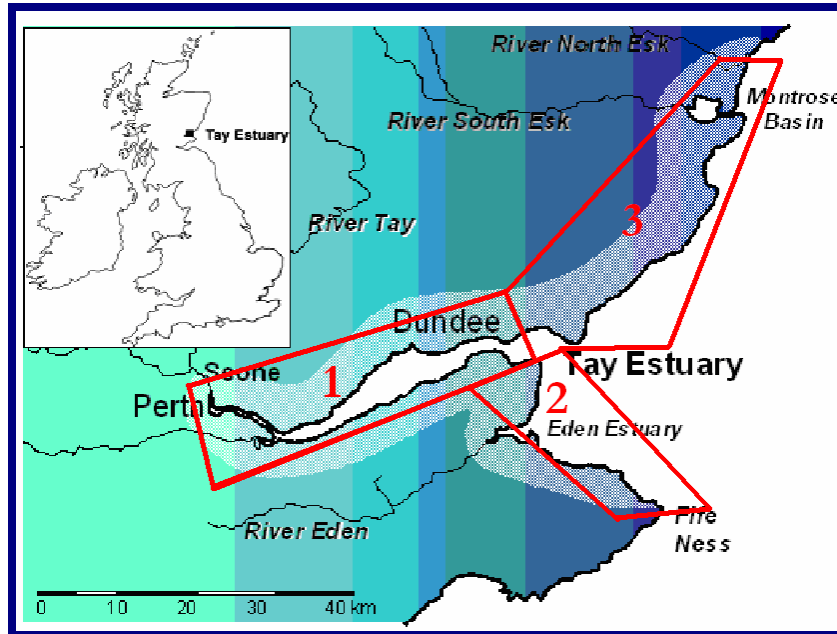 River North Esk
Montrose
Basin
Tay Estuary
River South Esk
River Tay
3
Dundee
Scone
1
Tay Estuary
Perth
2
Eden Estuary
River Eden
Fife
Ness
0 10 20 30 40 km